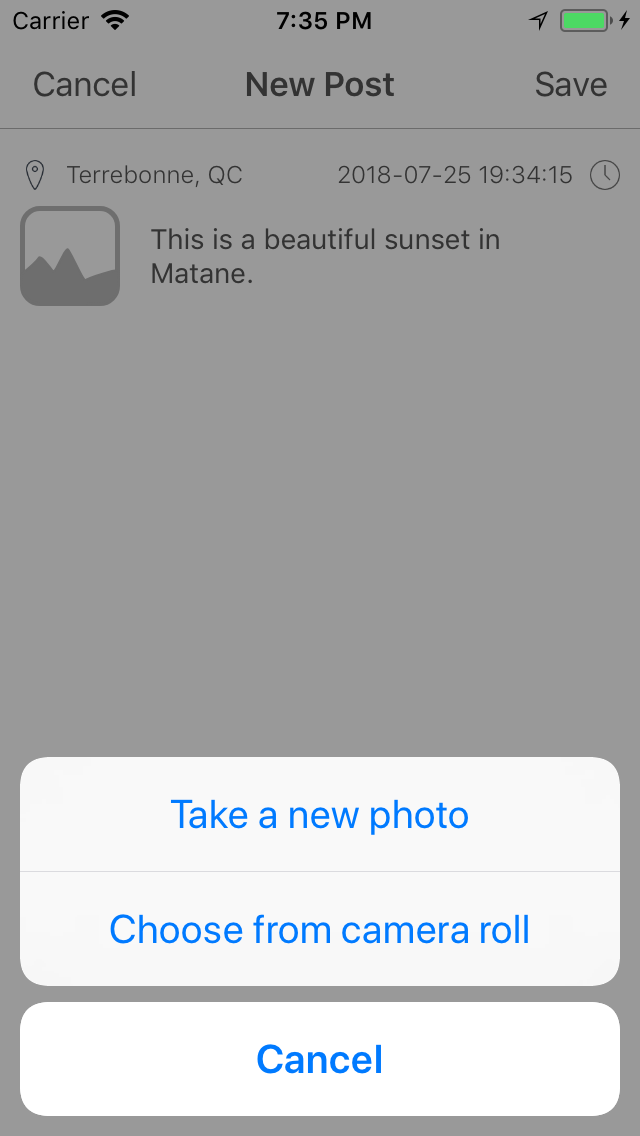 Carrier 7:35 PM
Cancel New Post Save
Terrebonne, QC 2018-07-25 19:34:15
This is a beautiful sunset in
Matane.
Take a new photo
Choose from camera roll
Cancel